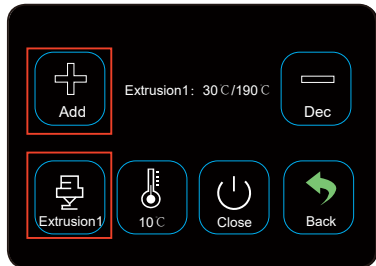 Add
Extrusion1: 30℃/190℃
Dec
Extrusion1
10℃
Close
Back